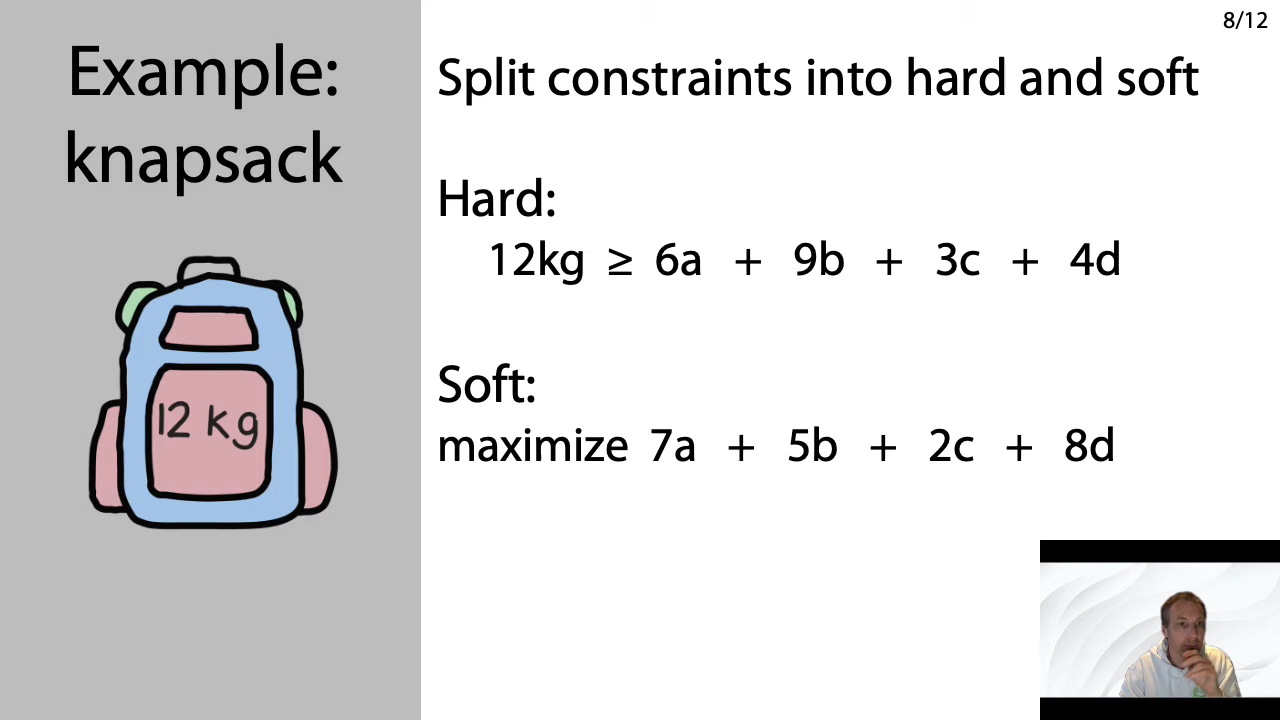 8/12
Example:
knapsack
12 kg
Split constraints into hard and soft
Hard:
12kg ≥ 6a + 9b + 3c + 4d
Soft:
maximize 7a + 5b + 2c + 8d